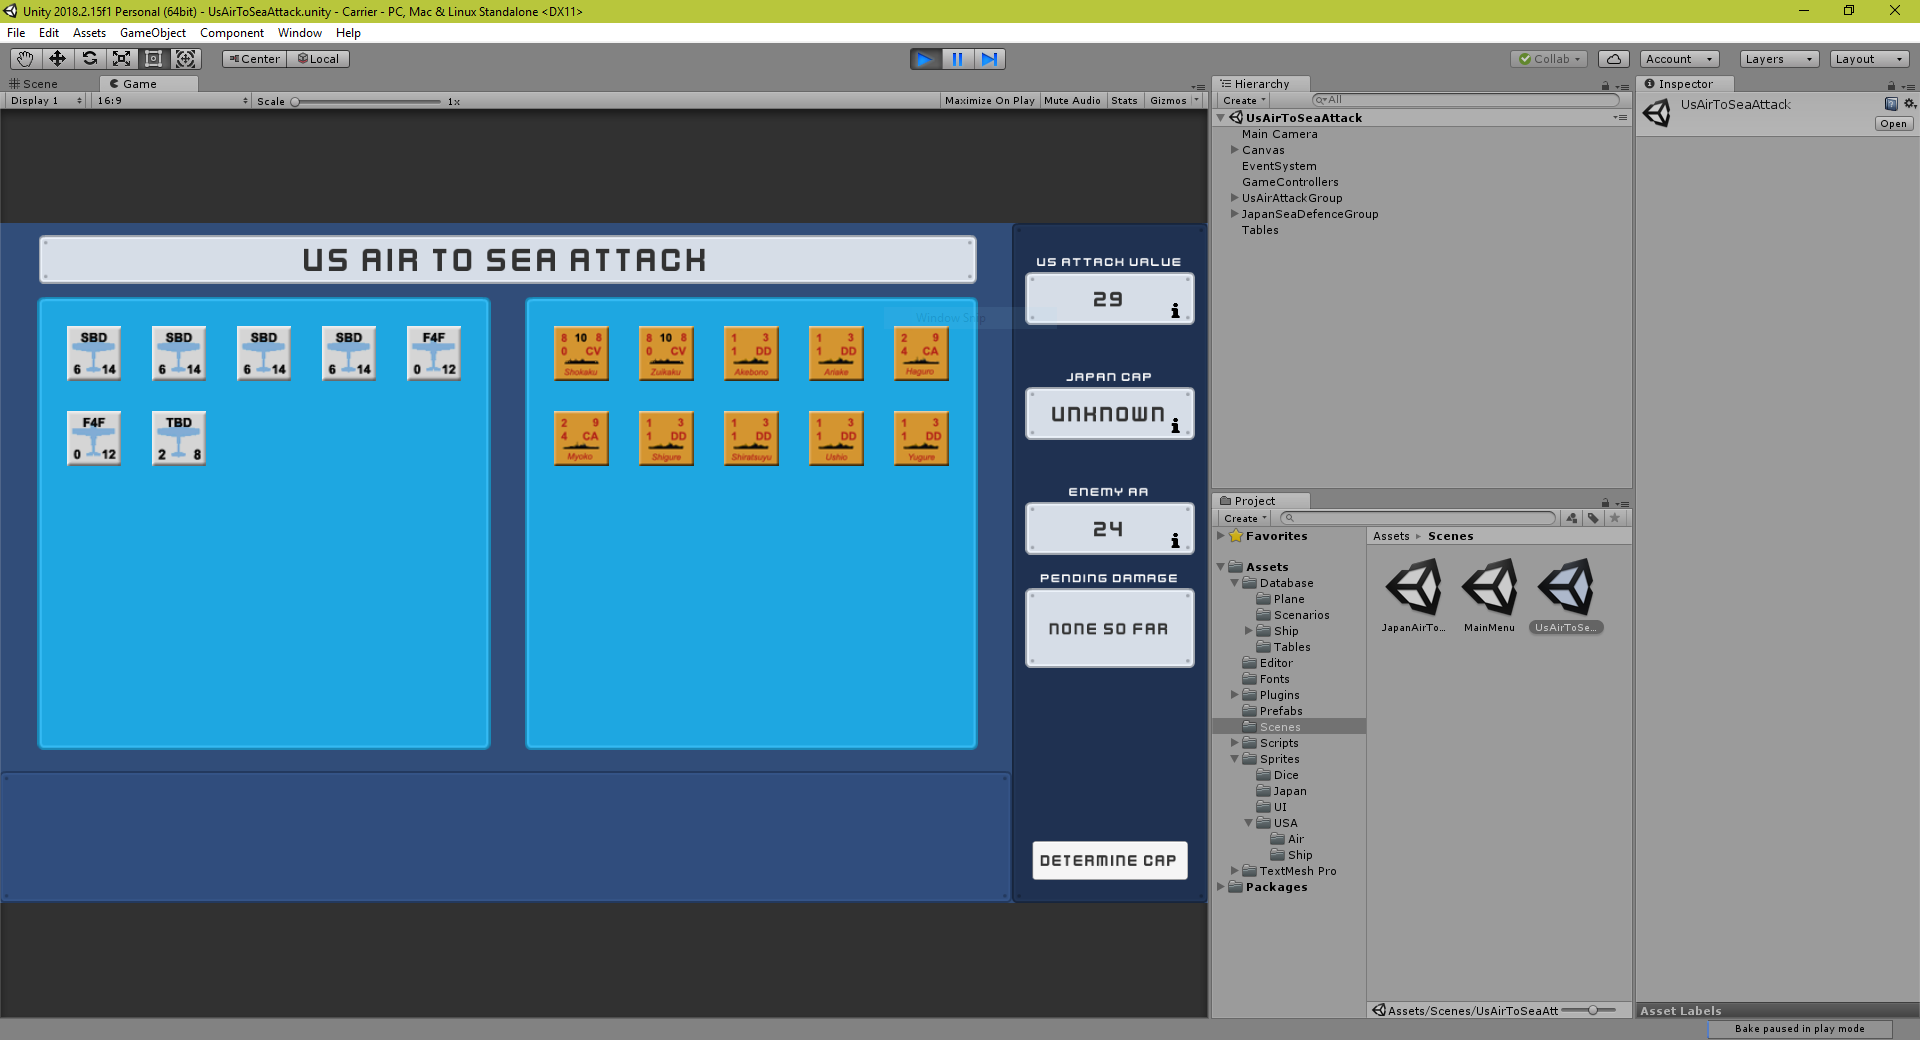 Unity 2018.2.15f1 Personal (64bit) - UsAirToSeaAttack.unity - Carrier - PC, Mac & Linux Standalone <DX11>
File Edit Assets GameObject Component Window Help
Center Local Collab Account Layers Layout
Scene Game
Display 1 16:9 Scale 1x Maximize On Play Mute Audio Stats Gizmos
US AIR TO SEA ATTACK
SBD 6 14
SBD 6 14
SBD 6 14
SBD 6 14
F4F 0 12
F4F 0 12
TBD 2 8
Window Snip
8 10 8 0 CV Shokaku
8 10 8 0 CV Zuikaku
1 3 1 DD Akebono
1 3 1 DD Ariake
2 9 4 CA Haguro
2 9 4 CA Myoko
1 3 1 DD Shigure
1 3 1 DD Shiratsuyu
1 3 1 DD Ushio
1 3 1 DD Yugure
US ATTACK VALUE
29
JAPAN CAP
UNKNOWN
ENEMY AA
24
PENDING DAMAGE
NONE SO FAR
DETERMINE CAP
Hierarchy
Create All
UsAirToSeaAttack
Main Camera
Canvas
EventSystem
GameControllers
UsAirAttackGroup
JapanSeaDefenceGroup
Tables
Project
Create
Favorites
Assets
Database
Plane
Scenarios
Ship
Tables
Editor
Fonts
Plugins
Prefabs
Scenes
Scripts
Sprites
Dice
Japan
UI
USA
Air
Ship
TextMesh Pro
Packages
Assets Scenes
JapanAirTo... MainMenu UsAirToSe...
Assets/Scenes/UsAirToSeaAtt
Inspector
UsAirToSeaAttack
Open
Asset Labels
Bake paused in play mode